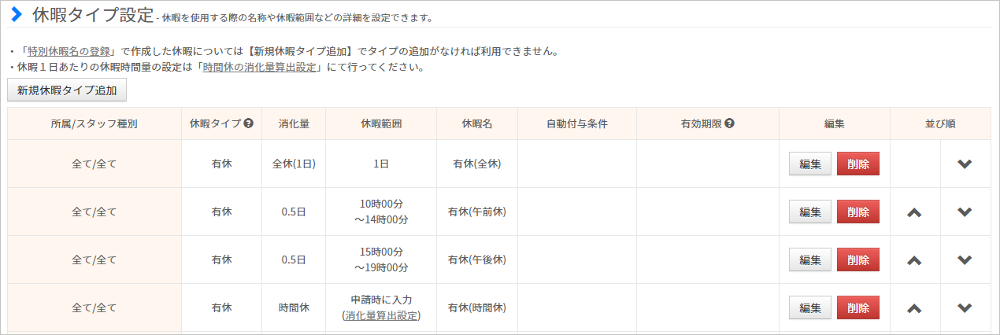 休暇タイプ設定 - 休暇を使用する際の名称や休暇範囲などの詳細を設定できます。
・「特別休暇名の登録」で作成した休暇については【新規休暇タイプ追加】でタイプの追加がなければ利用できません。
・休暇１日あたりの休暇時間量の設定は「時間休の消化量算出設定」にて行ってください。
新規休暇タイプ追加
所属/スタッフ種別 休暇タイプ 消化量 休暇範囲 休暇名 自動付与条件 有効期限 編集 並び順
全て/全て 有休 全休(1日) 1日 有休(全休) 編集 削除
全て/全て 有休 0.5日 10時00分 有休(午前休) 編集 削除
～14時00分
全て/全て 有休 0.5日 15時00分 有休(午後休) 編集 削除
～19時00分
全て/全て 有休 時間休 申請時に入力 有休(時間休) 編集 削除
(消化量算出設定)